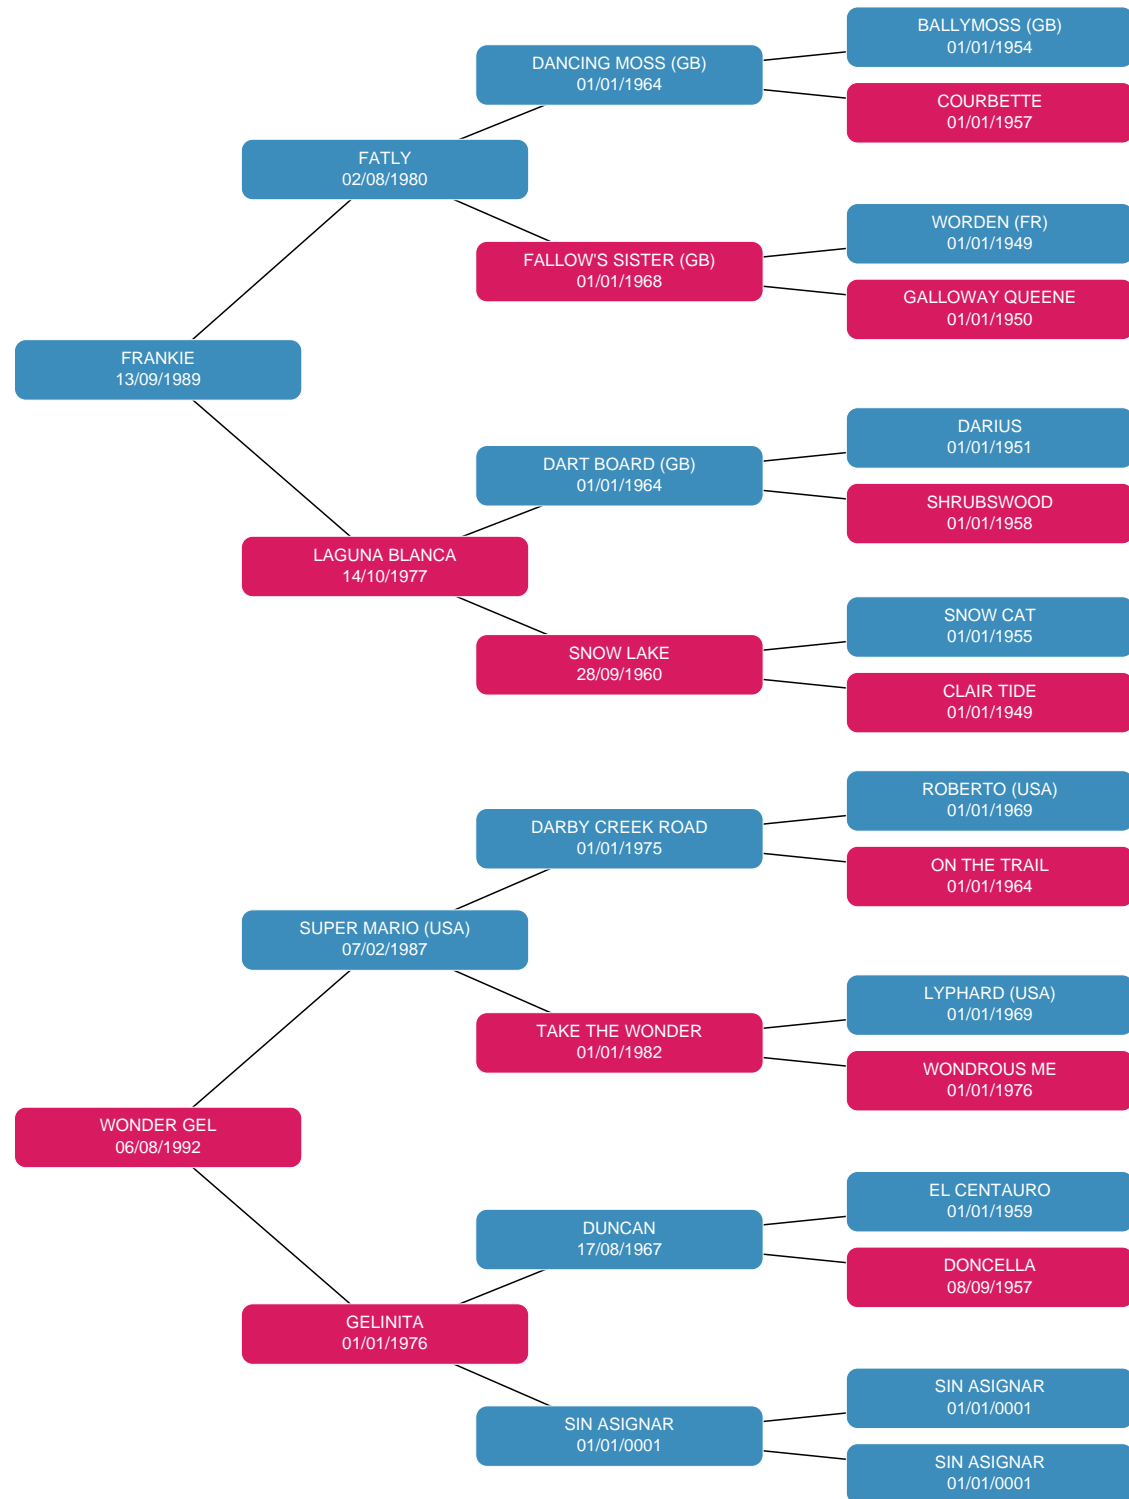 BALLYMOSS (GB)
01/01/1954
DANCING MOSS (GB)
01/01/1964
COURBETTE
01/01/1957
FATLY
02/08/1980
WORDEN (FR)
01/01/1949
FALLOW'S SISTER (GB)
01/01/1968
GALLOWAY QUEENE
01/01/1950
FRANKIE
13/09/1989
DARIUS
01/01/1951
DART BOARD (GB)
01/01/1964
SHRUBSWOOD
01/01/1958
LAGUNA BLANCA
14/10/1977
SNOW CAT
01/01/1955
SNOW LAKE
28/09/1960
CLAIR TIDE
01/01/1949
ROBERTO (USA)
01/01/1969
DARBY CREEK ROAD
01/01/1975
ON THE TRAIL
01/01/1964
SUPER MARIO (USA)
07/02/1987
LYPHARD (USA)
01/01/1969
TAKE THE WONDER
01/01/1982
WONDROUS ME
01/01/1976
WONDER GEL
06/08/1992
EL CENTAURO
01/01/1959
DUNCAN
17/08/1967
DONCELLA
08/09/1957
GELINITA
01/01/1976
SIN ASIGNAR
01/01/0001
SIN ASIGNAR
01/01/0001
SIN ASIGNAR
01/01/0001